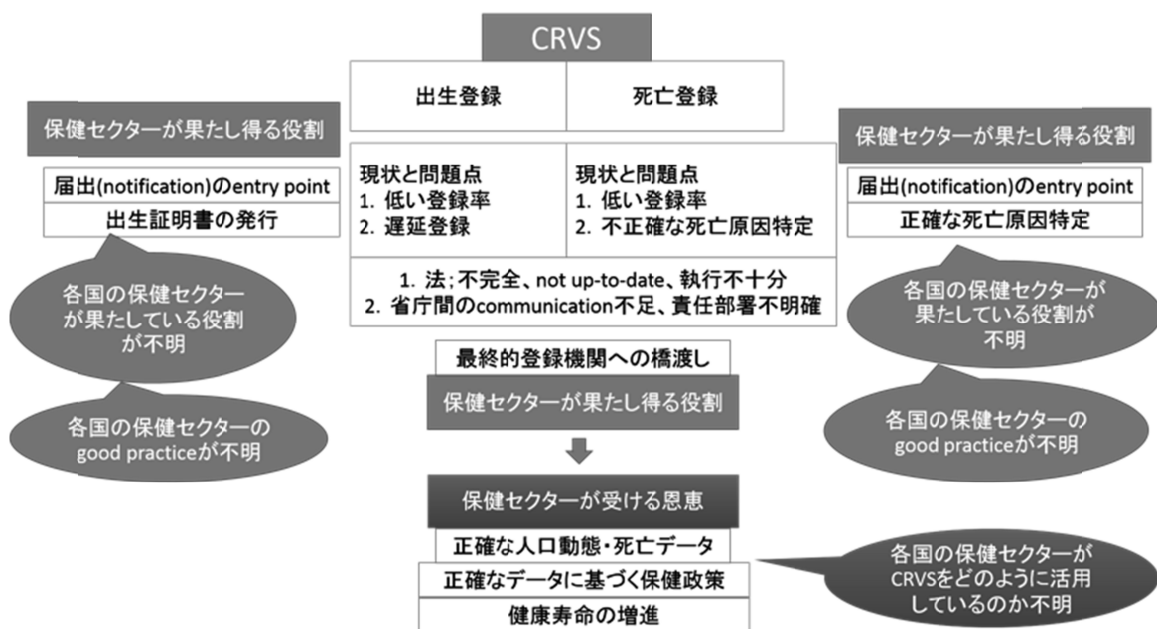 CRVS
出生登録
死亡登録
保健セクターが果たし得る役割
届出(notification)のentry point
出生証明書の発行
各国の保健セクター
が果たしている役割
が不明
各国の保健セクターの
good practiceが不明
現状と問題点
1. 低い登録率
2. 遅延登録
現状と問題点
1. 低い登録率
2. 不正確な死亡原因特定
1. 法;不完全、not up-to-date、執行不十分
2. 省庁間のcommunication不足、責任部署不明確
最終的登録機関への橋渡し
保健セクターが果たし得る役割
保健セクターが果たし得る役割
届出(notification)のentry point
正確な死亡原因特定
各国の保健セクターが
果たしている役割が
不明
各国の保健セクターの
good practiceが不明
保健セクターが受ける恩恵
正確な人口動態・死亡データ
正確なデータに基づく保健政策
健康寿命の増進
各国の保健セクターが
CRVSをどのように活用
しているのか不明